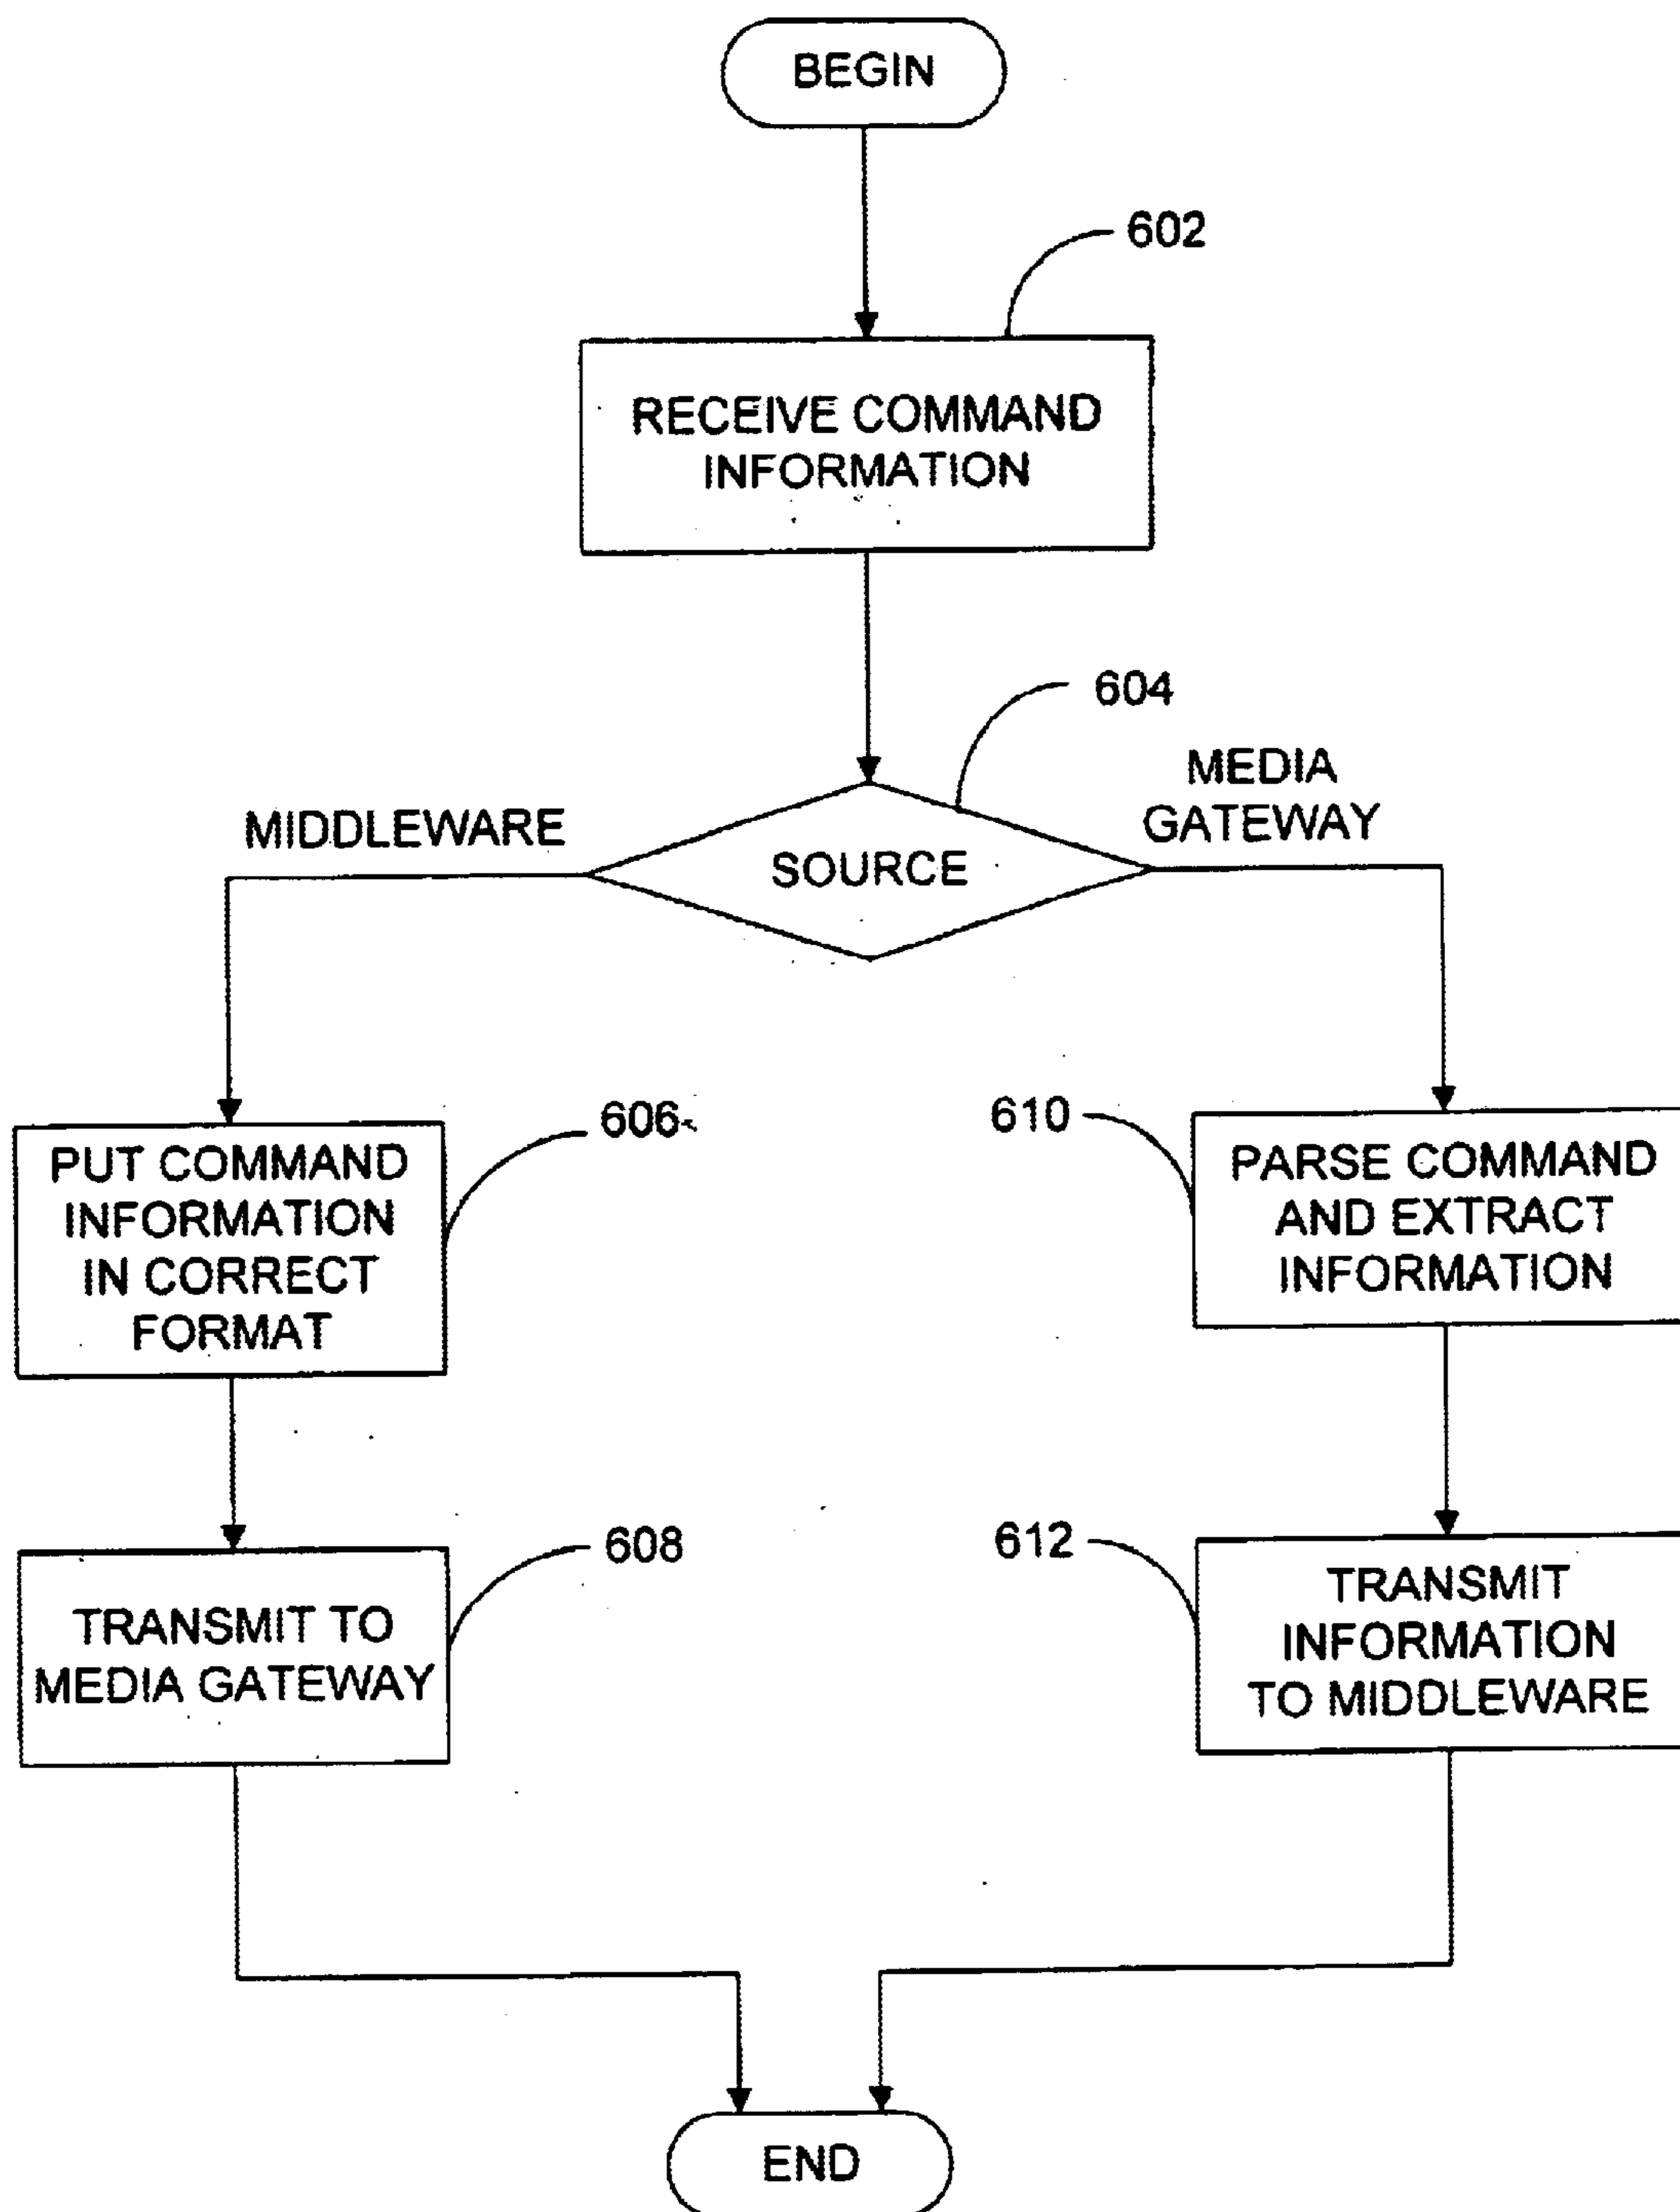 BEGIN
602
RECEIVE COMMAND
INFORMATION
604
MIDDLEWARE
MEDIA
GATEWAY
SOURCE
606
PUT COMMAND
INFORMATION
IN CORRECT
FORMAT
610
PARSE COMMAND
AND EXTRACT
INFORMATION
608
TRANSMIT TO
MEDIA GATEWAY
612
TRANSMIT
INFORMATION
TO MIDDLEWARE
END